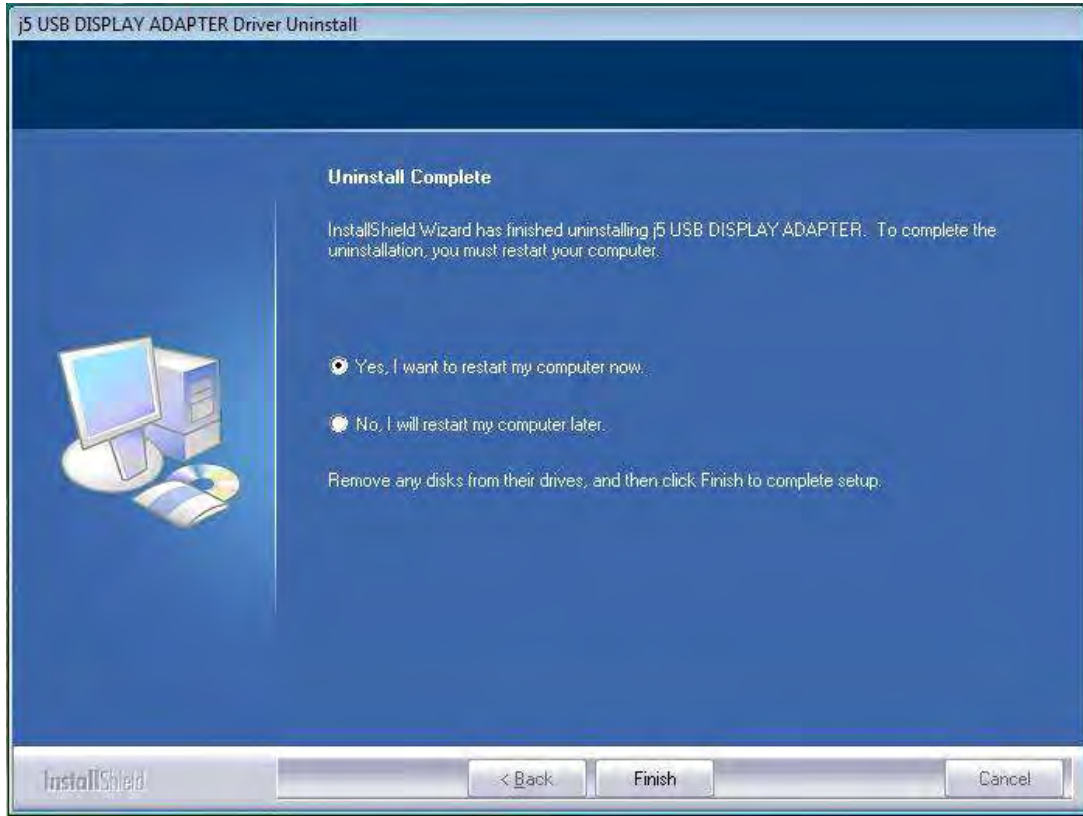 j5 USB DISPLAY ADAPTER Driver Uninstall
Uninstall Complete
InstallShield Wizard has finished uninstalling j5 USB DISPLAY ADAPTER. To complete the
uninstallation, you must restart your computer.
Yes, I want to restart my computer now.
No, I will restart my computer later.
Remove any disks from their drives, and then click Finish to complete setup.
InstallShield
< Back
Finish
Cancel